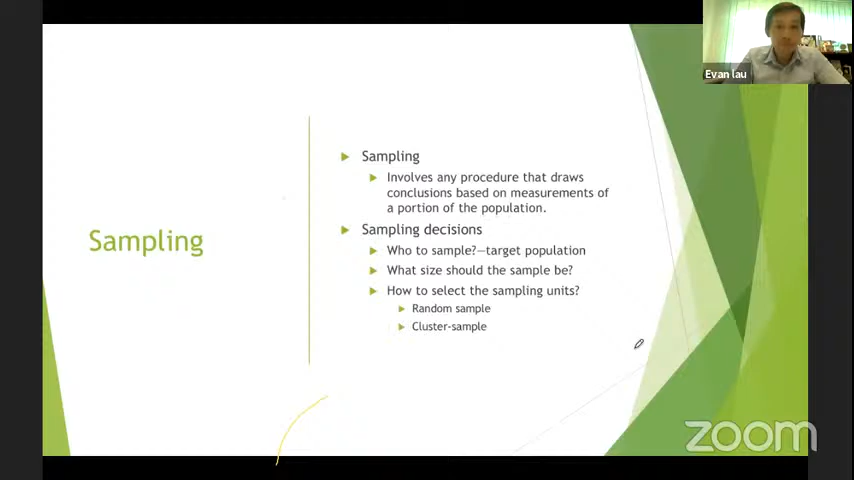 Evan lau
Sampling
Sampling
Involves any procedure that draws
conclusions based on measurements of
a portion of the population.
Sampling decisions
Who to sample?—target population
What size should the sample be?
How to select the sampling units?
Random sample
Cluster-sample
zoom